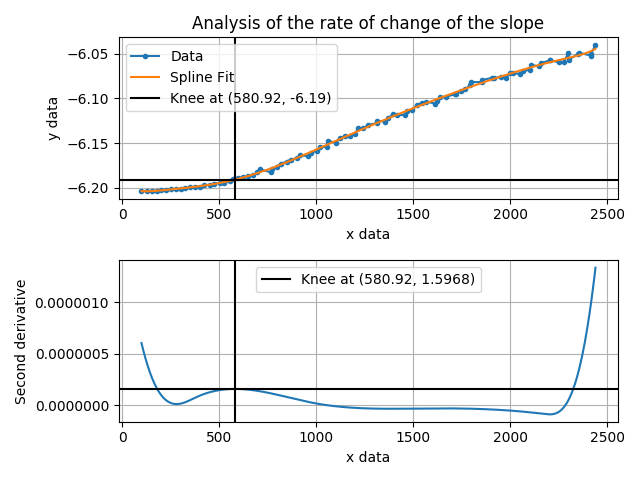 Analysis of the rate of change of the slope
y data
−6.05
−6.10
−6.15
−6.20
Data
Spline Fit
Knee at (580.92, -6.19)
0 500 1000 1500 2000 2500
x data
Second derivative
0.0000010
0.0000005
0.0000000
Knee at (580.92, 1.5968)
0 500 1000 1500 2000 2500
x data